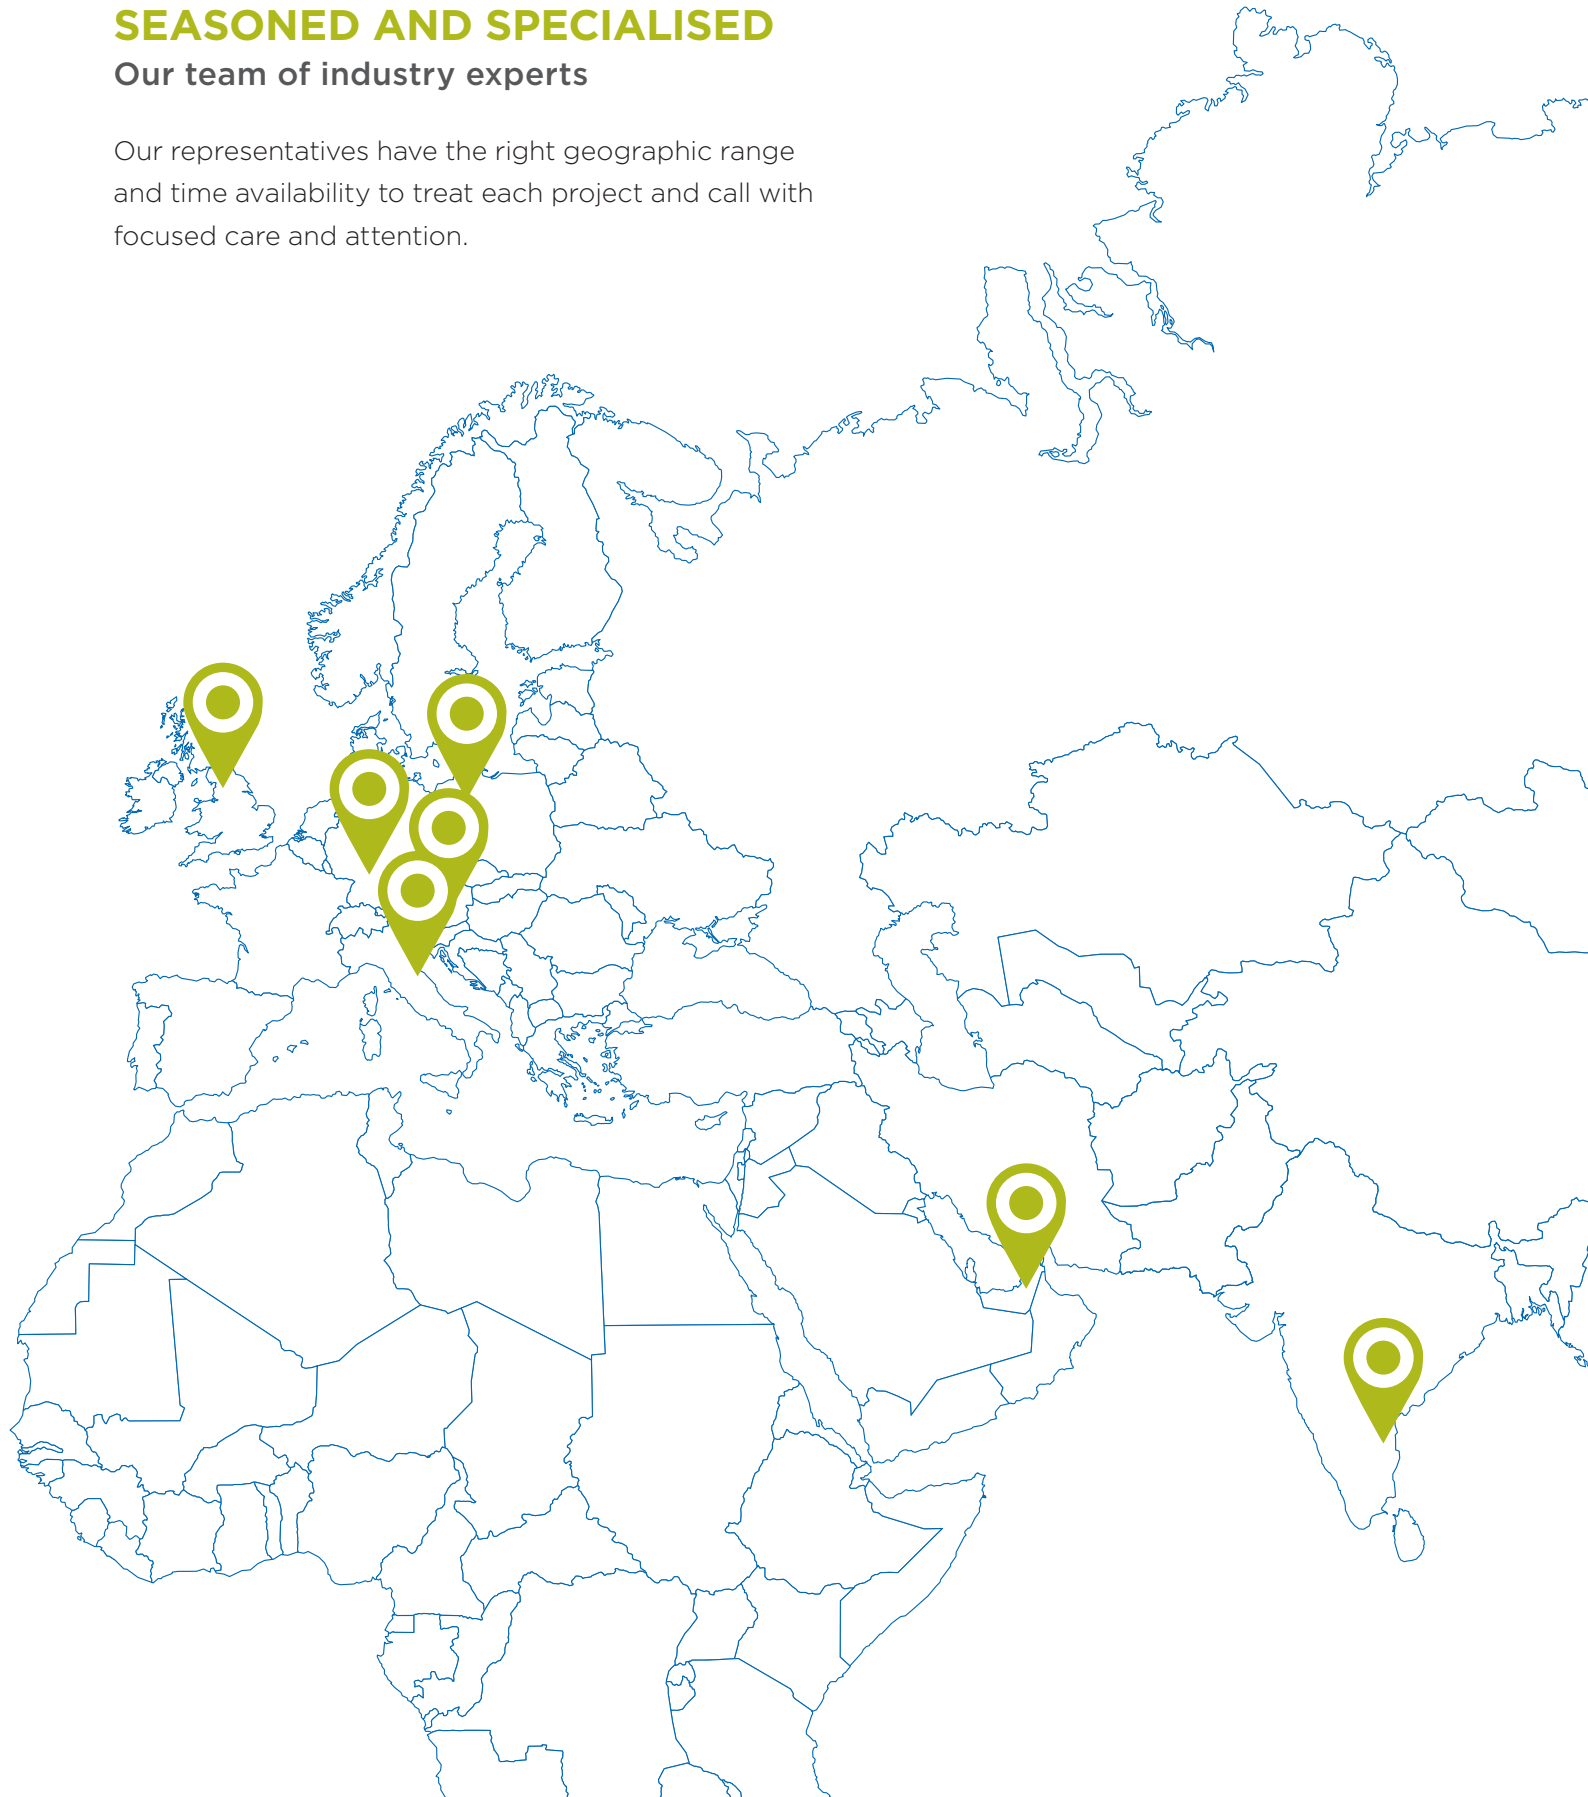 SEASONED AND SPECIALISED
Our team of industry experts
Our representatives have the right geographic range
and time availability to treat each project and call with
focused care and attention.